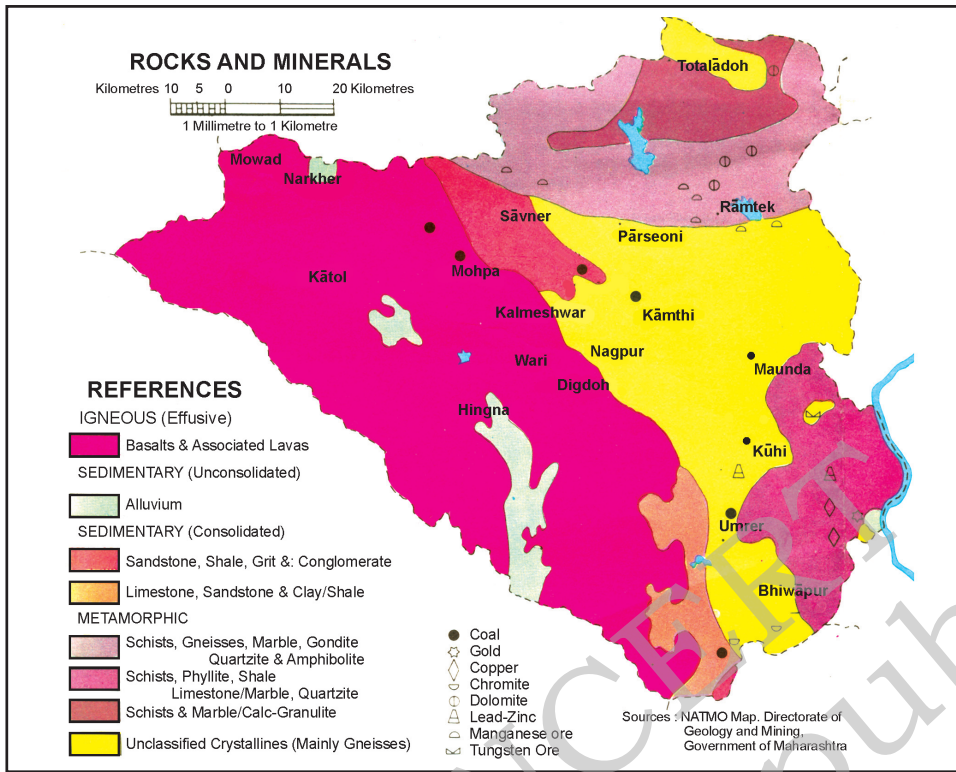 ROCKS AND MINERALS
Kilometres 10 5 0 10 20 Kilometres
1 Millimetre to 1 Kilometre
Totalādoh
Mowad
Narkher
Rāmtek
Sāvner
Pārseoni
Mohpa
Kātol
Kalmeshwar
Kāmthi
Nagpur
Wari
Maunda
Digdoh
Hingna
Kūhi
Umrer
Bhiwāpur
REFERENCES
IGNEOUS (Effusive)
Basalts & Associated Lavas
SEDIMENTARY (Unconsolidated)
Alluvium
SEDIMENTARY (Consolidated)
Sandstone, Shale, Grit &: Conglomerate
Limestone, Sandstone & Clay/Shale
METAMORPHIC
Schists, Gneisses, Marble, Gondite
Quartzite & Amphibolite
Schists, Phyllite, Shale
Limestone/Marble, Quartzite
Schists & Marble/Calc-Granulite
Unclassified Crystallines (Mainly Gneisses)
Coal
Gold
Copper
Chromite
Dolomite
Lead-Zinc
Manganese ore
Tungsten Ore
Sources : NATMO Map. Directorate of
Geology and Mining,
Government of Maharashtra
NCERT